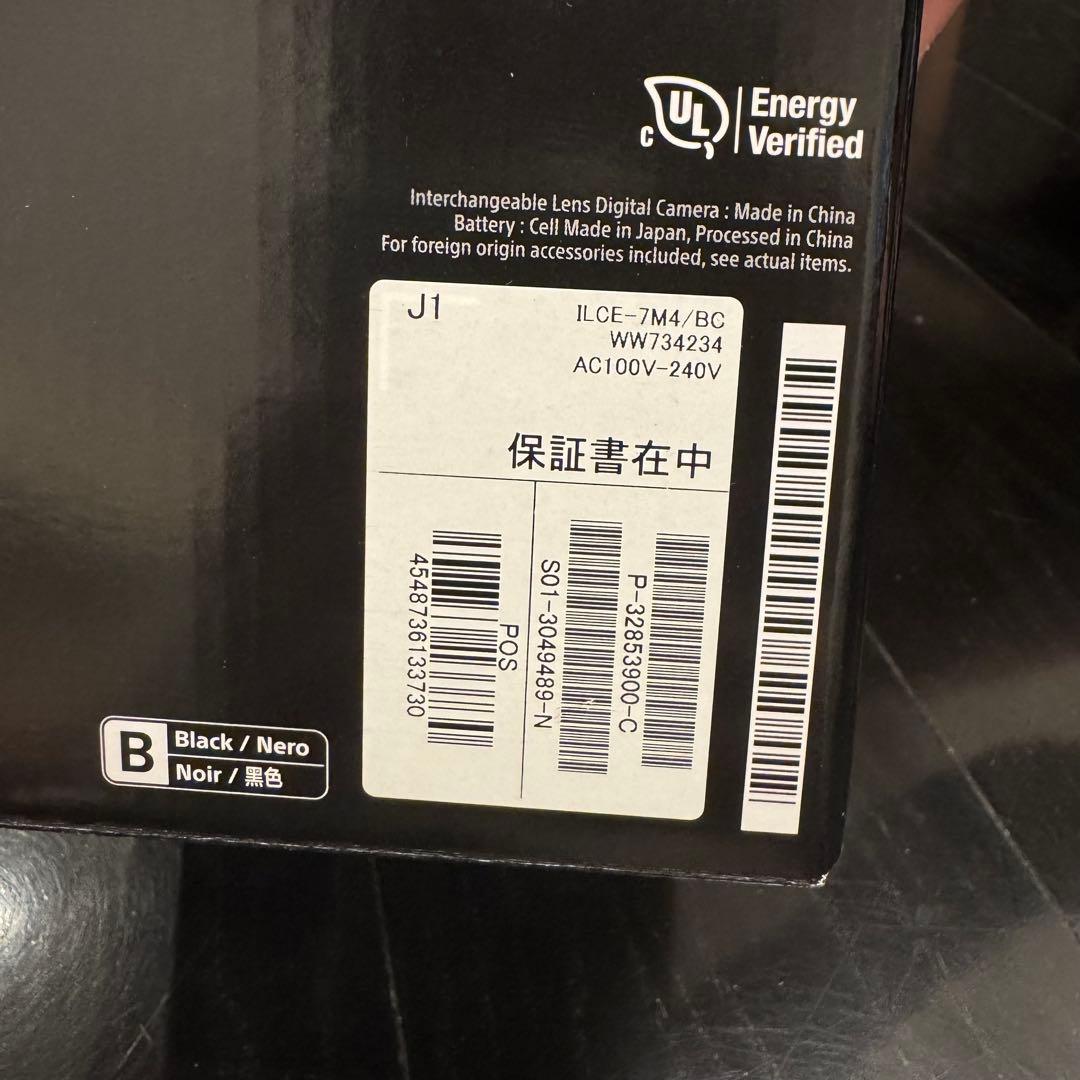 c UL Energy
Verified
Interchangeable Lens Digital Camera : Made in China
Battery : Cell Made in Japan, Processed in China
For foreign origin accessories included, see actual items.
J1
ILCE-7M4/BC
WW734234
AC100V-240V
保証書在中
POS
4548736133730
S01-3049489-N
P-32853900-C
B
Black / Nero
Noir / 黑色